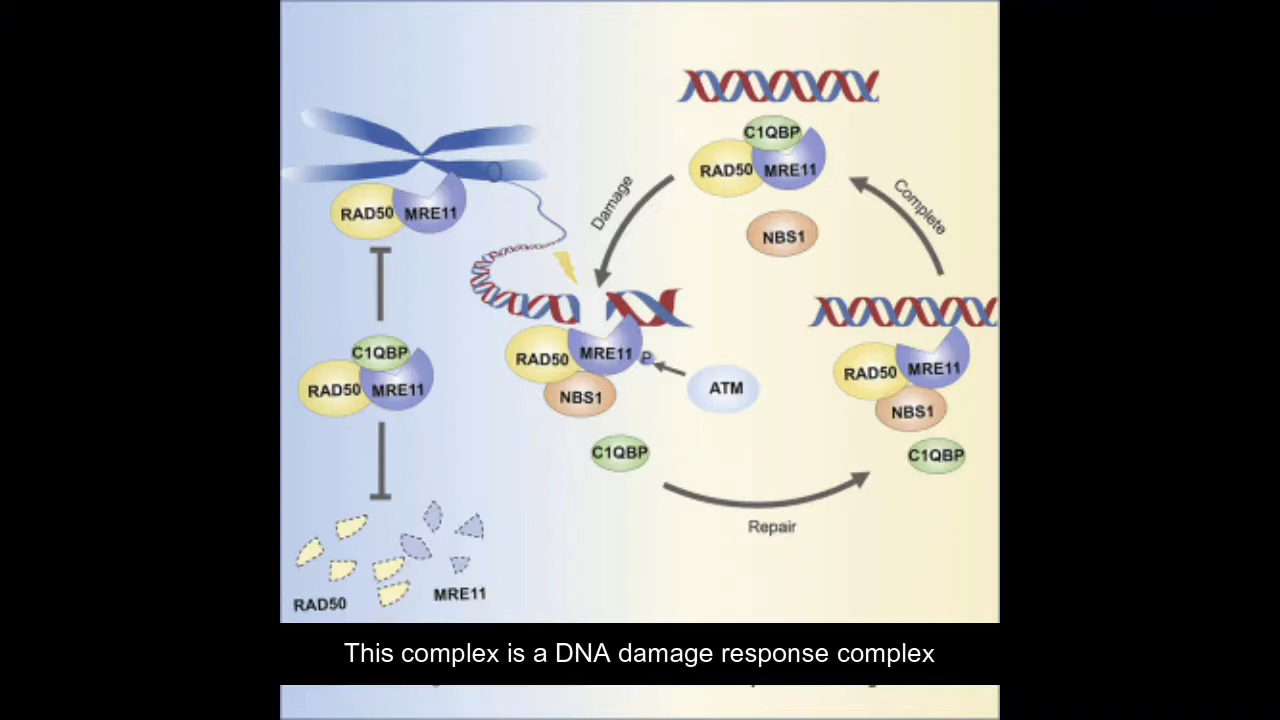 C1QBP
RAD50
MRE11
NBS1
Damage
Complete
RAD50
MRE11
RAD50
MRE11
P
NBS1
ATM
C1QBP
RAD50
MRE11
NBS1
C1QBP
C1QBP
RAD50
MRE11
Repair
RAD50
MRE11
This complex is a DNA damage response complex